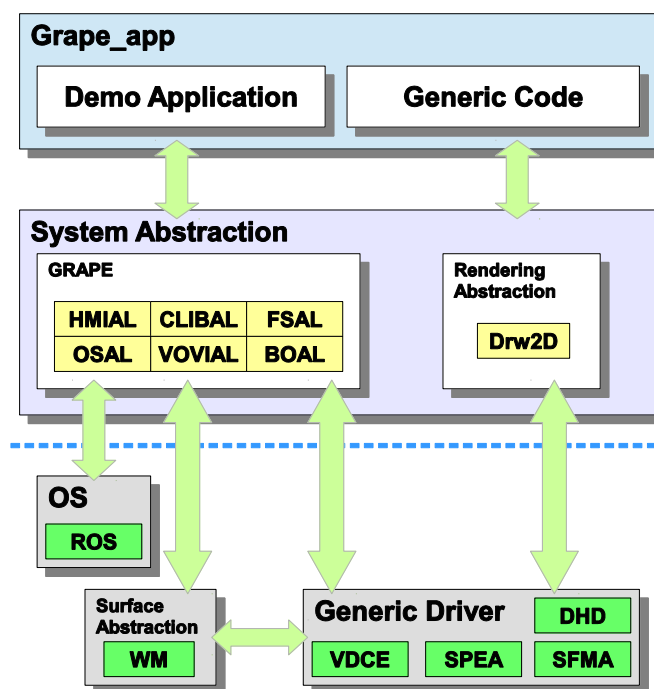 Grape_app
Demo Application
Generic Code
System Abstraction
GRAPE
HMIAL CLIBAL FSAL
OSAL VOVIAL BOAL
Rendering
Abstraction
Drw2D
OS
ROS
Surface
Abstraction
WM
Generic Driver
DHD
VDCE SPEA SFMA